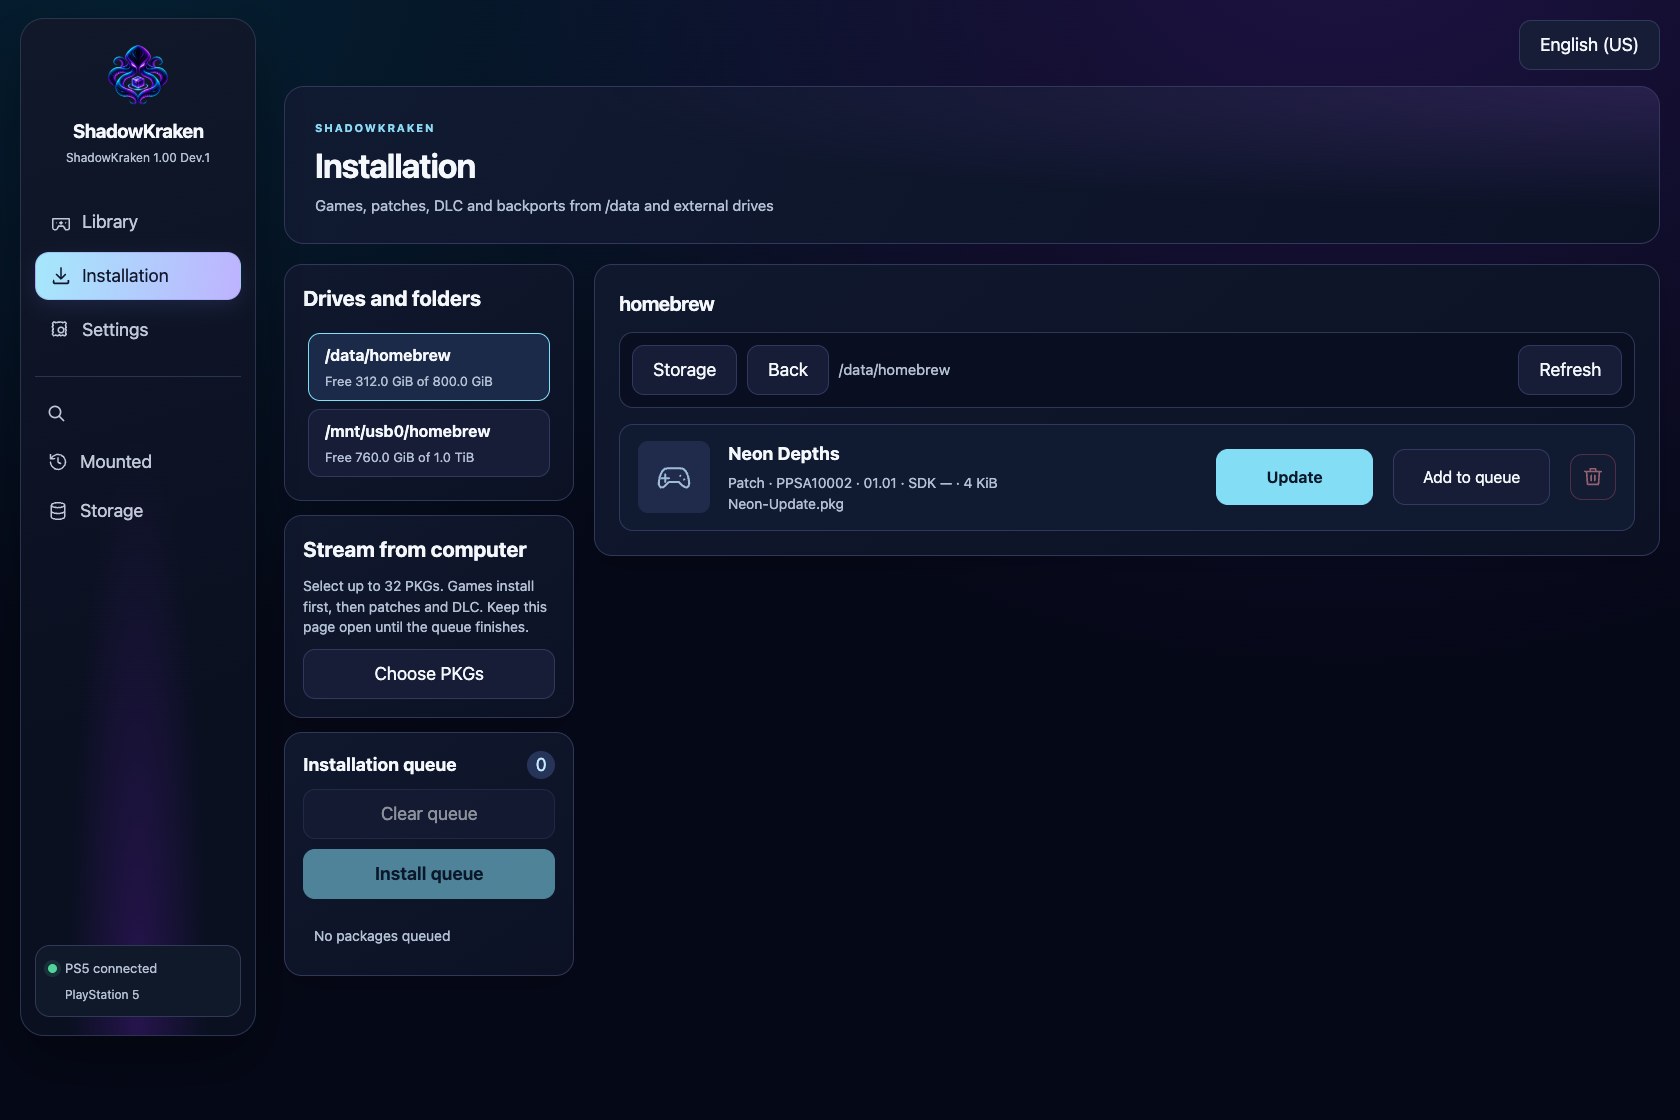 ShadowKraken
ShadowKraken 1.00 Dev.1
Library
Installation
Settings
Mounted
Storage
PS5 connected
PlayStation 5
English (US)
SHADOWKRAKEN
Installation
Games, patches, DLC and backports from /data and external drives
Drives and folders
/data/homebrew
Free 312.0 GiB of 800.0 GiB
/mnt/usb0/homebrew
Free 760.0 GiB of 1.0 TiB
Stream from computer
Select up to 32 PKGs. Games install
first, then patches and DLC. Keep this
page open until the queue finishes.
Choose PKGs
Installation queue 0
Clear queue
Install queue
No packages queued
homebrew
Storage Back /data/homebrew Refresh
Neon Depths
Patch · PPSA10002 · 01.01 · SDK — · 4 KiB
Neon-Update.pkg
Update Add to queue